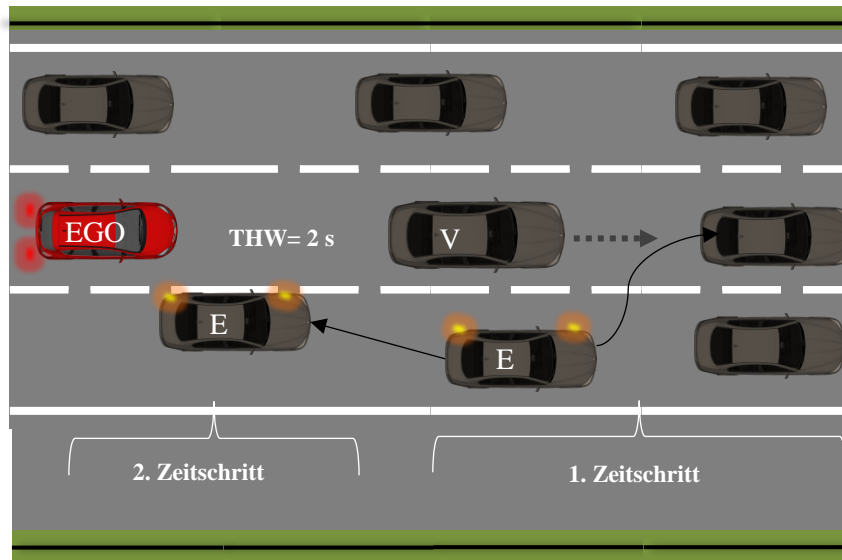 EGO
THW= 2 s
V
E
E
2. Zeitschritt
1. Zeitschritt